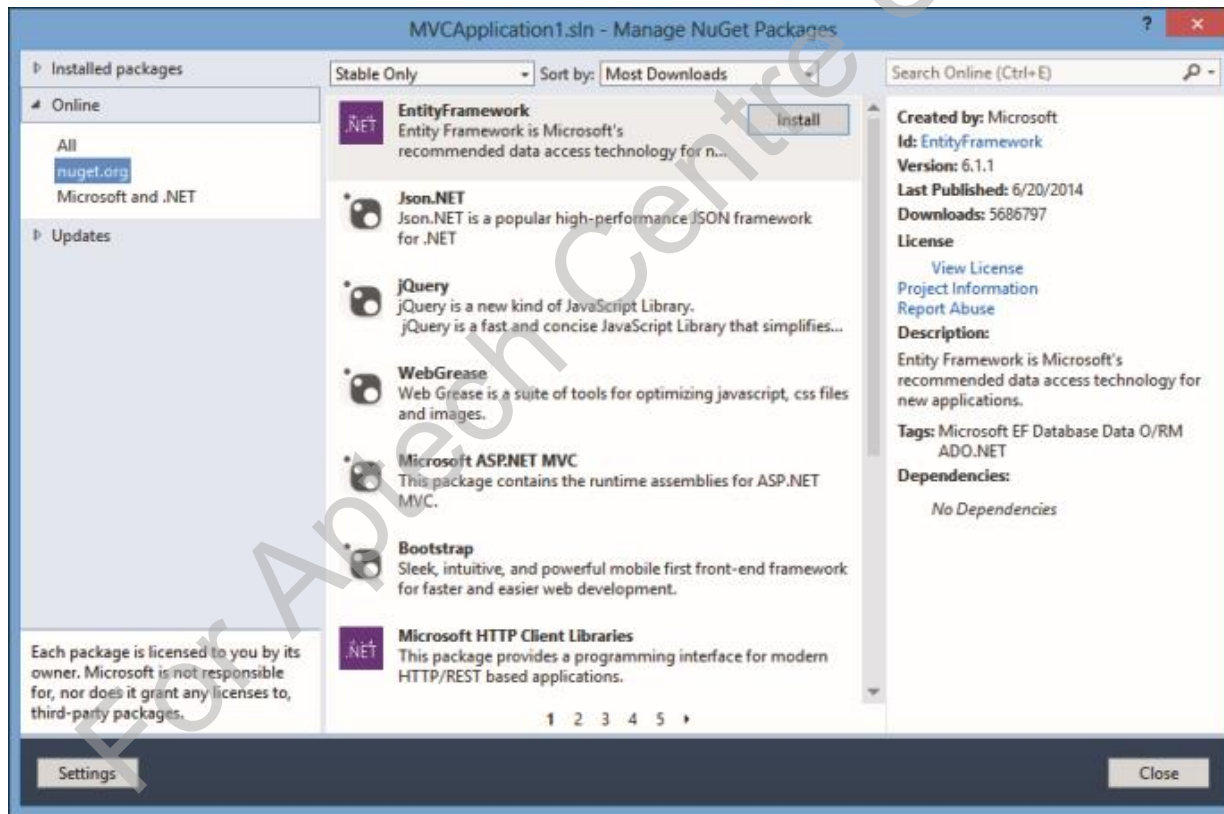 MVCApplication1.sln - Manage NuGet Packages
?
Installed packages
Online
All
nuget.org
Microsoft and .NET
Updates
Each package is licensed to you by its
owner. Microsoft is not responsible
for, nor does it grant any licenses to,
third-party packages.
Stable Only
Sort by: Most Downloads
.NET
EntityFramework
Install
Entity Framework is Microsoft's
recommended data access technology for n...
Json.NET
Json.NET is a popular high-performance JSON framework
for .NET
jQuery
jQuery is a new kind of JavaScript Library.
jQuery is a fast and concise JavaScript Library that simplifies...
WebGrease
Web Grease is a suite of tools for optimizing javascript, css files
and images.
Microsoft ASP.NET MVC
This package contains the runtime assemblies for ASP.NET
MVC.
Bootstrap
Sleek, intuitive, and powerful mobile first front-end framework
for faster and easier web development.
.NET
Microsoft HTTP Client Libraries
This package provides a programming interface for modern
HTTP/REST based applications.
1 2 3 4 5
Search Online (Ctrl+E)
Created by: Microsoft
Id: EntityFramework
Version: 6.1.1
Last Published: 6/20/2014
Downloads: 5686797
License
View License
Project Information
Report Abuse
Description:
Entity Framework is Microsoft's
recommended data access technology for
new applications.
Tags: Microsoft EF Database Data O/RM
ADO.NET
Dependencies:
No Dependencies
Settings
Close
For Aptech Centre